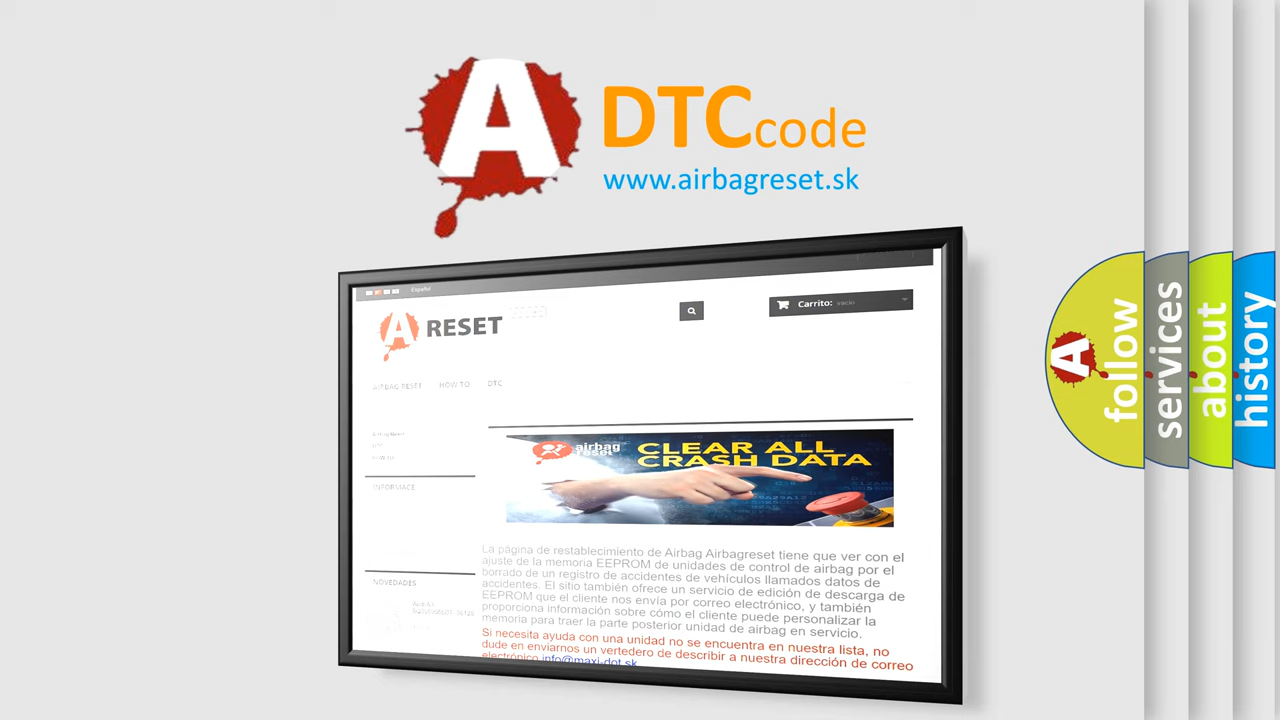 A
DTCcode
www.airbagreset.sk
Español
A RESET
Carrito: vacío
AIRBAG RESET HOW TO DTC
airbag
reset
CLEAR ALL
CRASH DATA
INFORMACE
NOVEDADES
La página de restablecimiento de Airbag Airbagreset tiene que ver con el
ajuste de la memoria EEPROM de unidades de control de airbag por el
borrado de un registro de accidentes de vehículos llamados datos de
accidentes. El sitio también ofrece un servicio de edición de descarga de
EEPROM que el cliente nos envía por correo electrónico, y también
proporciona información sobre cómo el cliente puede personalizar la
memoria para traer la parte posterior unidad de airbag en servicio.
Si necesita ayuda con una unidad no se encuentra en nuestra lista, no
dude en enviarnos un vertedero de describir a nuestra dirección de correo
electrónico info@maxi-dot.sk
A
follow
services
about
history